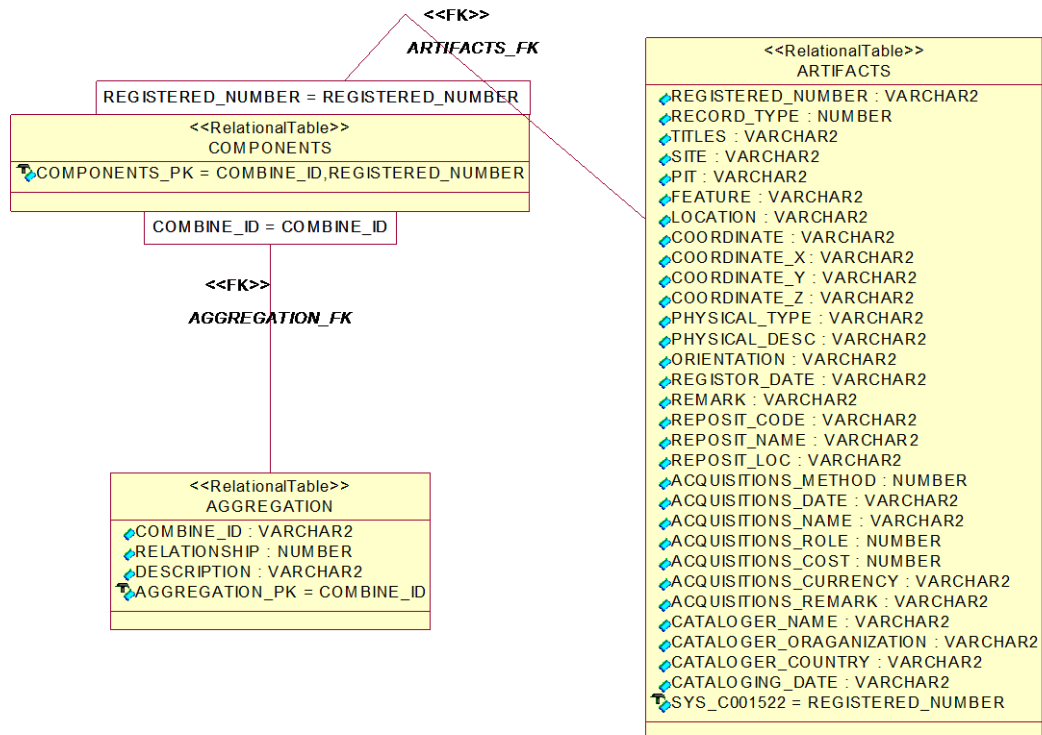 <<FK>>
ARTIFACTS_FK
REGISTERED_NUMBER = REGISTERED_NUMBER
<<RelationalTable>>
COMPONENTS
COMPONENTS_PK = COMBINE_ID,REGISTERED_NUMBER
COMBINE_ID = COMBINE_ID
<<FK>>
AGGREGATION_FK
<<RelationalTable>>
AGGREGATION
COMBINE_ID : VARCHAR2
RELATIONSHIP : NUMBER
DESCRIPTION : VARCHAR2
AGGREGATION_PK = COMBINE_ID
<<RelationalTable>>
ARTIFACTS
REGISTERED_NUMBER : VARCHAR2
RECORD_TYPE : NUMBER
TITLES : VARCHAR2
SITE : VARCHAR2
PIT : VARCHAR2
FEATURE : VARCHAR2
LOCATION : VARCHAR2
COORDINATE : VARCHAR2
COORDINATE_X : VARCHAR2
COORDINATE_Y : VARCHAR2
COORDINATE_Z : VARCHAR2
PHYSICAL_TYPE : VARCHAR2
PHYSICAL_DESC : VARCHAR2
ORIENTATION : VARCHAR2
REGISTOR_DATE : VARCHAR2
REMARK : VARCHAR2
REPOSIT_CODE : VARCHAR2
REPOSIT_NAME : VARCHAR2
REPOSIT_LOC : VARCHAR2
ACQUISITIONS_METHOD : NUMBER
ACQUISITIONS_DATE : VARCHAR2
ACQUISITIONS_NAME : VARCHAR2
ACQUISITIONS_ROLE : NUMBER
ACQUISITIONS_COST : NUMBER
ACQUISITIONS_CURRENCY : VARCHAR2
ACQUISITIONS_REMARK : VARCHAR2
CATALOGER_NAME : VARCHAR2
CATALOGER_ORAGANIZATION : VARCHAR2
CATALOGER_COUNTRY : VARCHAR2
CATALOGING_DATE : VARCHAR2
SYS_C001522 = REGISTERED_NUMBER